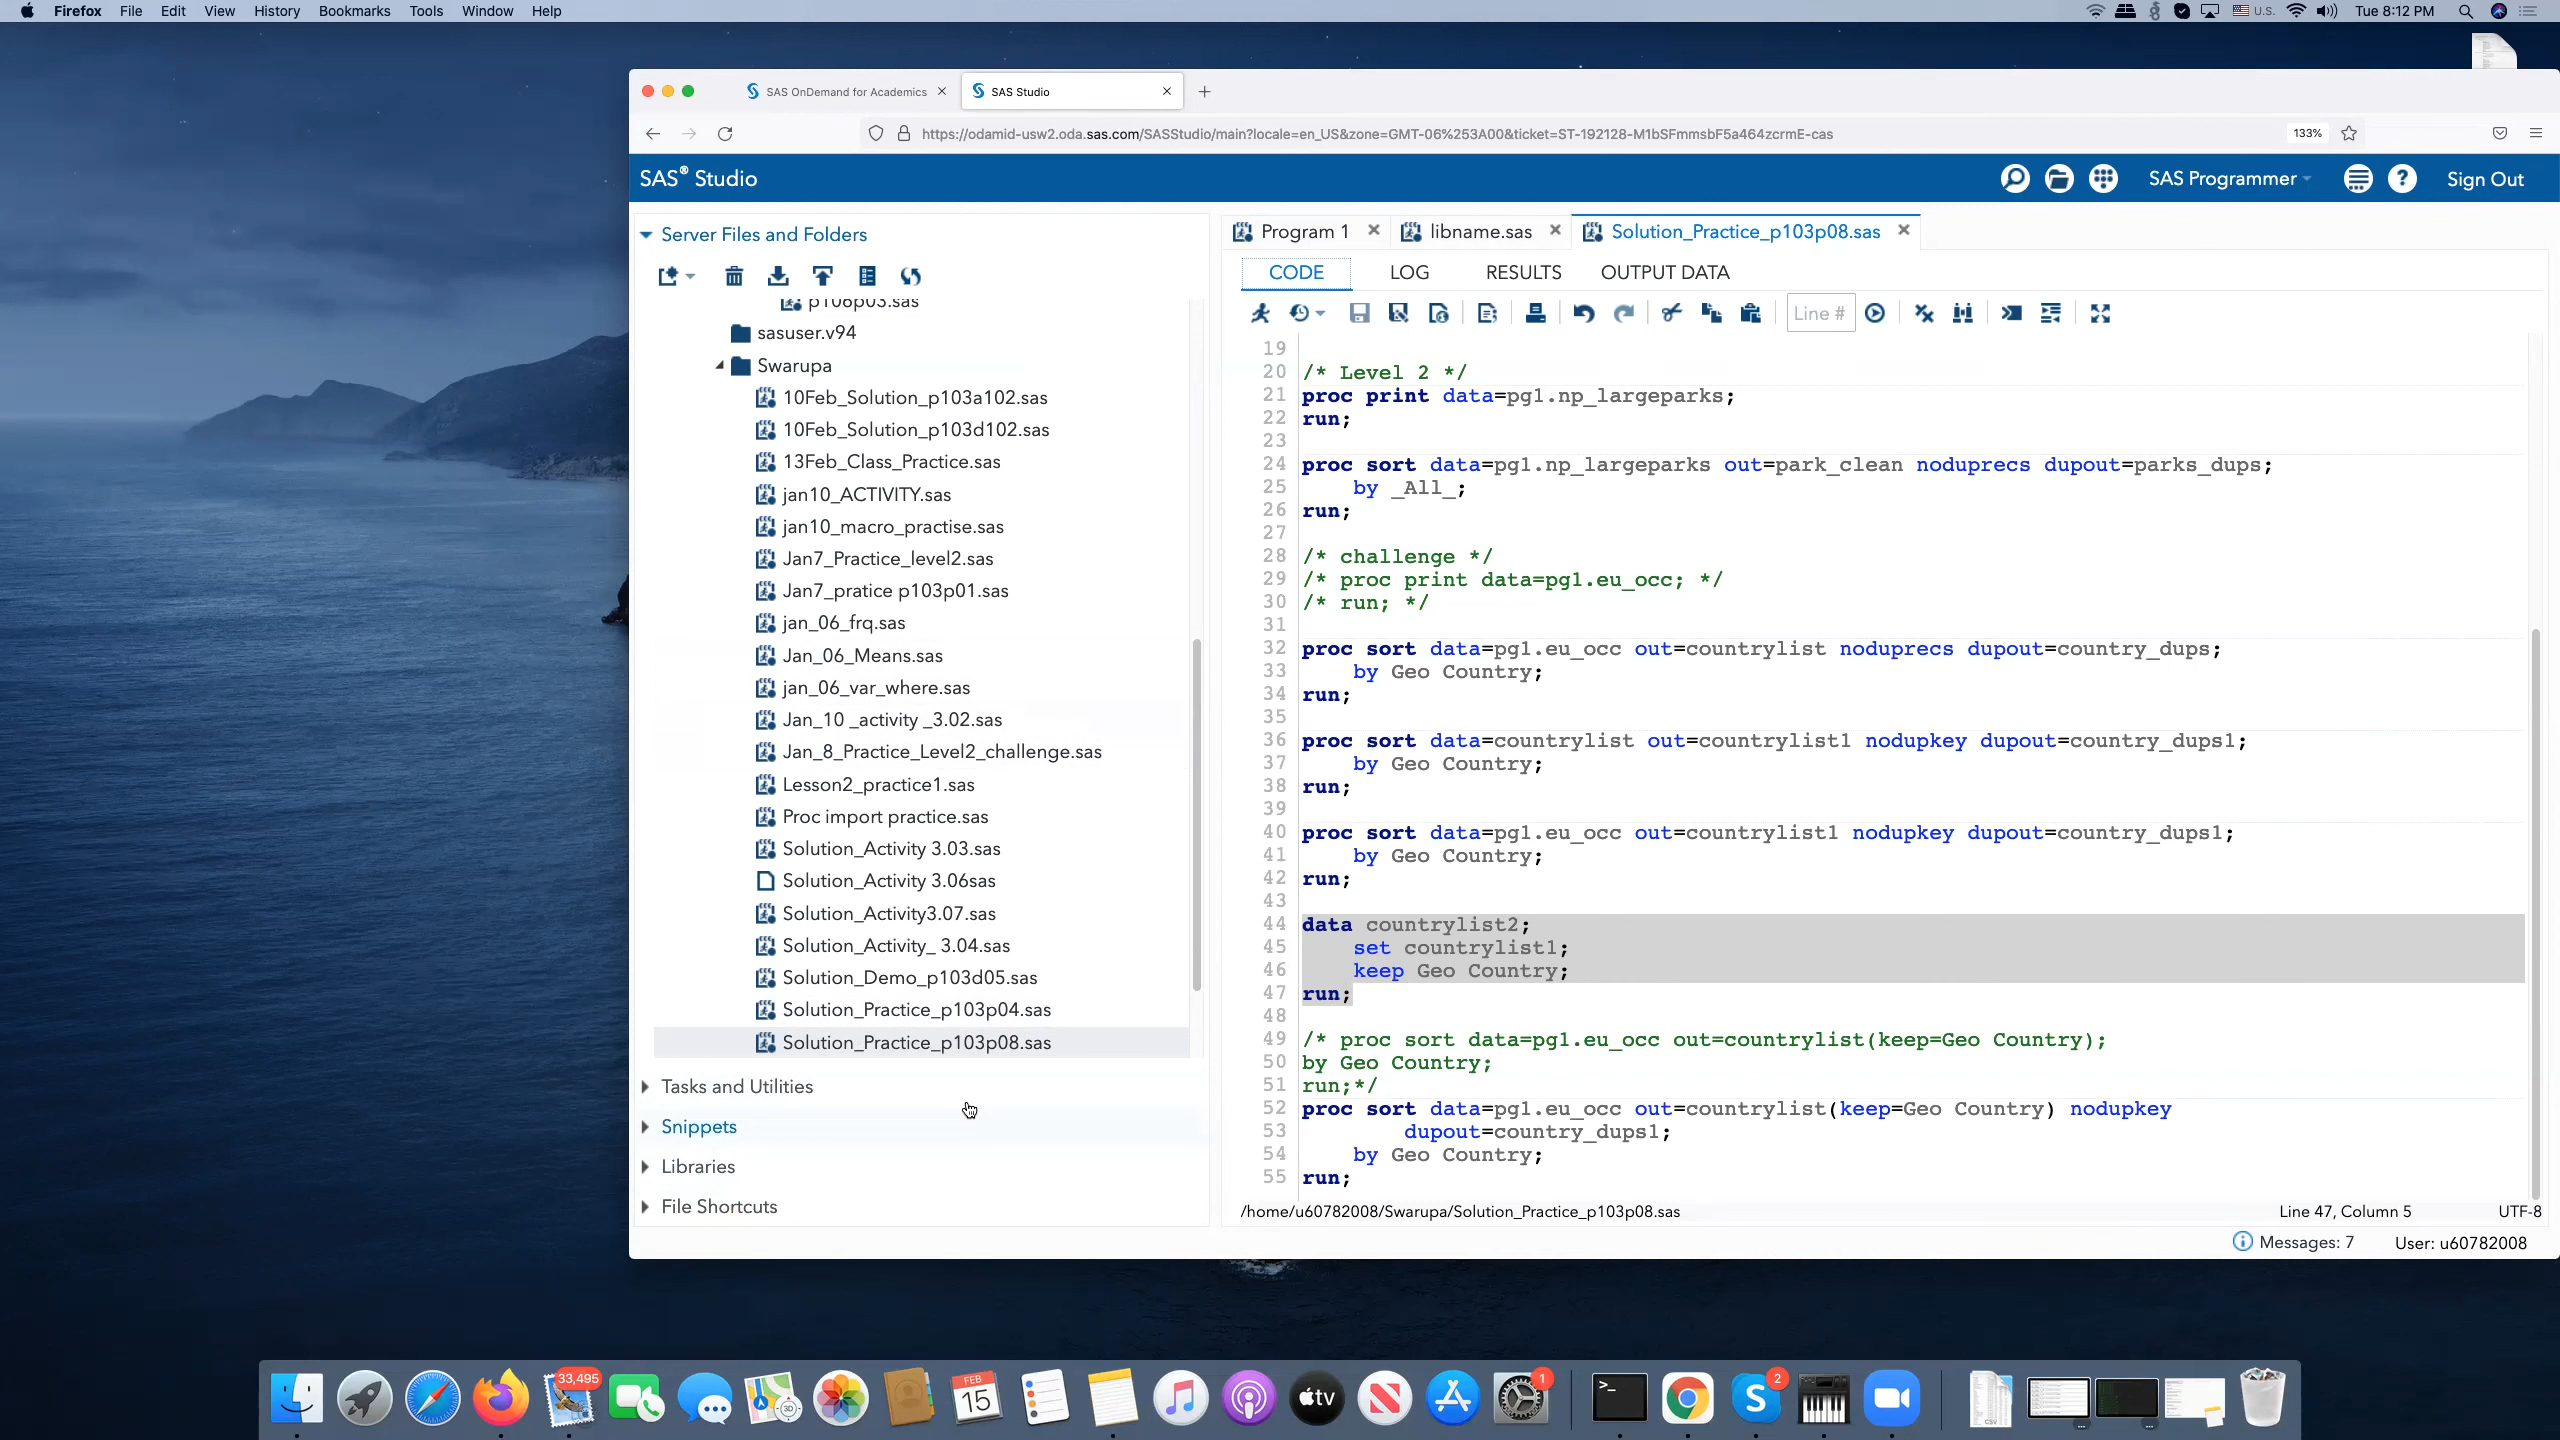 Firefox File Edit View History Bookmarks Tools Window Help
U.S. Tue 8:12 PM
SAS OnDemand for Academics
SAS Studio
https://odamid-usw2.oda.sas.com/SASStudio/main?locale=en_US&zone=GMT-06%253A00&ticket=ST-192128-M1bSFmmsbF5a464zcrmE-cas
133%
SAS® Studio
SAS Programmer
Sign Out
Server Files and Folders
p106p03.sas
sasuser.v94
Swarupa
10Feb_Solution_p103a102.sas
10Feb_Solution_p103d102.sas
13Feb_Class_Practice.sas
jan10_ACTIVITY.sas
jan10_macro_practise.sas
Jan7_Practice_level2.sas
Jan7_pratice p103p01.sas
jan_06_frq.sas
Jan_06_Means.sas
jan_06_var_where.sas
Jan_10 _activity _3.02.sas
Jan_8_Practice_Level2_challenge.sas
Lesson2_practice1.sas
Proc import practice.sas
Solution_Activity 3.03.sas
Solution_Activity 3.06sas
Solution_Activity3.07.sas
Solution_Activity_ 3.04.sas
Solution_Demo_p103d05.sas
Solution_Practice_p103p04.sas
Solution_Practice_p103p08.sas
Tasks and Utilities
Snippets
Libraries
File Shortcuts
Program 1
libname.sas
Solution_Practice_p103p08.sas
CODE LOG RESULTS OUTPUT DATA
Line #
19
20 /* Level 2 */
21 proc print data=pg1.np_largeparks;
22 run;
23
24 proc sort data=pg1.np_largeparks out=park_clean noduprecs dupout=parks_dups;
25 by _All_;
26 run;
27
28 /* challenge */
29 /* proc print data=pg1.eu_occ; */
30 /* run; */
31
32 proc sort data=pg1.eu_occ out=countrylist noduprecs dupout=country_dups;
33 by Geo Country;
34 run;
35
36 proc sort data=countrylist out=countrylist1 nodupkey dupout=country_dups1;
37 by Geo Country;
38 run;
39
40 proc sort data=pg1.eu_occ out=countrylist1 nodupkey dupout=country_dups1;
41 by Geo Country;
42 run;
43
44 data countrylist2;
45 set countrylist1;
46 keep Geo Country;
47 run;
48
49 /* proc sort data=pg1.eu_occ out=countrylist(keep=Geo Country);
50 by Geo Country;
51 run;*/
52 proc sort data=pg1.eu_occ out=countrylist(keep=Geo Country) nodupkey
53 dupout=country_dups1;
54 by Geo Country;
55 run;
/home/u60782008/Swarupa/Solution_Practice_p103p08.sas
Line 47, Column 5
UTF-8
Messages: 7
User: u60782008
33,495
3D
FEB
15
tv
1
>_
S
2
CSV